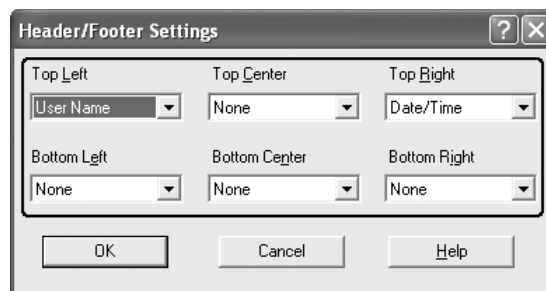 Header/Footer Settings
Top Left Top Center Top Right
User Name None Date/Time
Bottom Left Bottom Center Bottom Right
None None None
OK Cancel Help